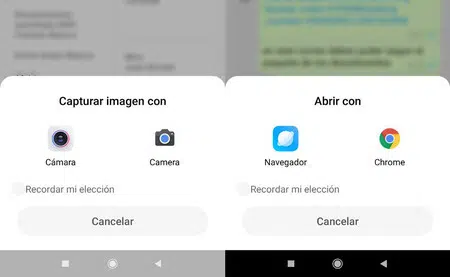 Capturar imagen con
Cámara
Camera
Recordar mi elección
Cancelar
Abrir con
Navegador
Chrome
Recordar mi elección
Cancelar